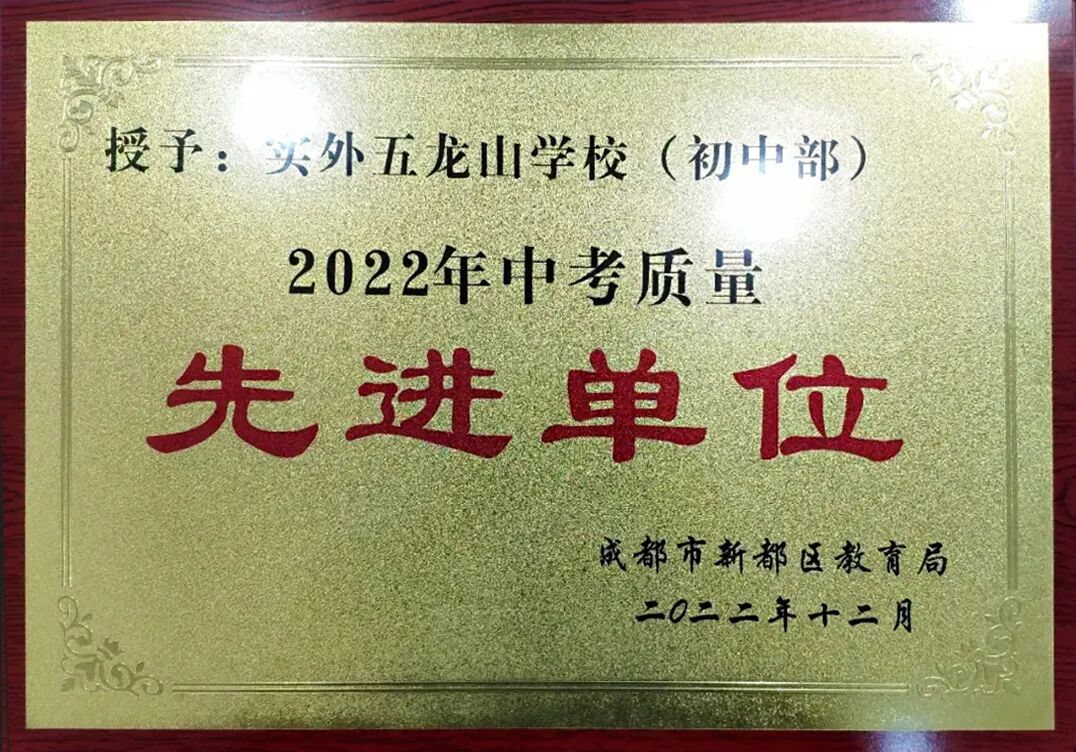 授予：实外五龙山学校（初中部）
2022年中考质量
先进单位
成都市新都区教育局
二〇二二年十二月